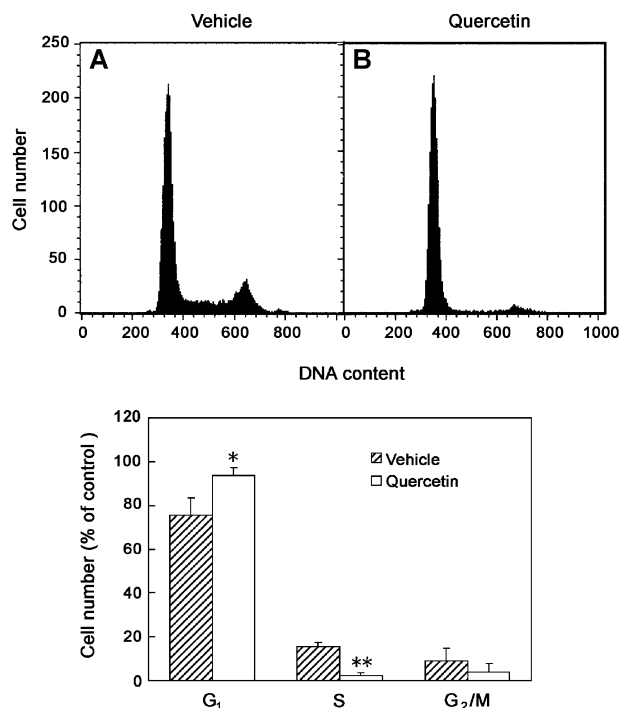 Vehicle Quercetin
A B
250
200
150
100
50
0
Cell number
0 200 400 600 800 0 200 400 600 800 1000
DNA content
120
100
80
60
40
20
0
Cell number (% of control )
* 
**
Vehicle
Quercetin
G₁ S G₂/M